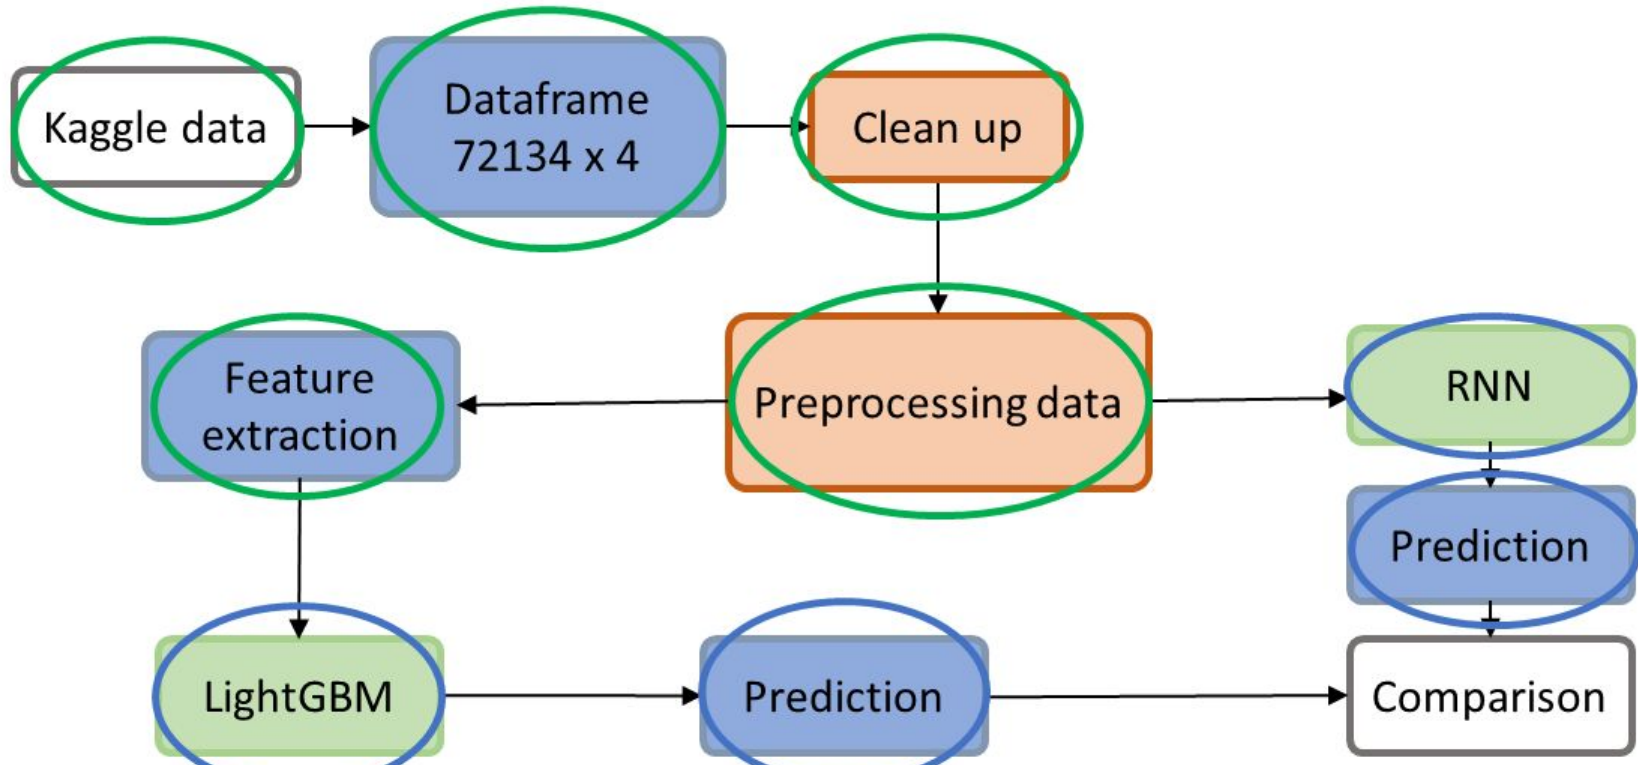 Kaggle data
Dataframe
72134 x 4
Clean up
Feature
extraction
Preprocessing data
RNN
Prediction
LightGBM
Prediction
Comparison